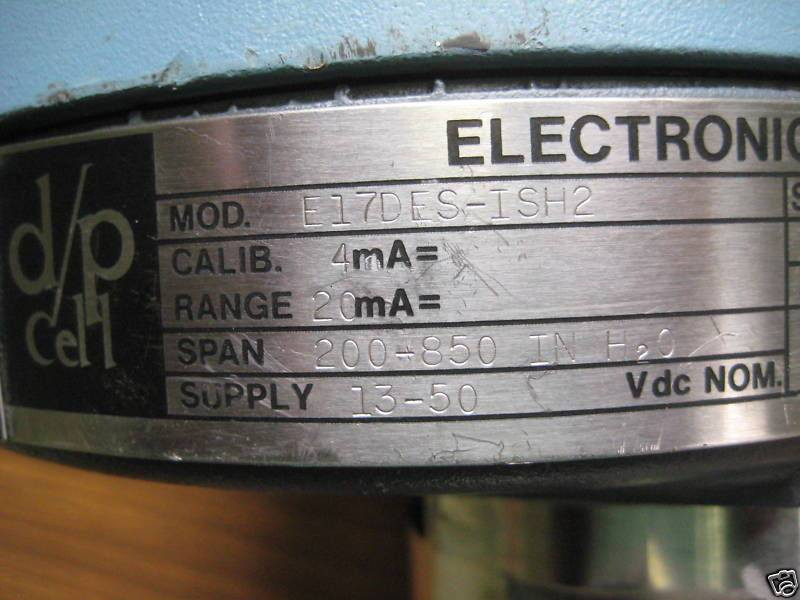 ELECTRONIC
d/p
Cell
MOD. E17DES-ISH2
S
CALIB. 4mA=
RANGE 20mA=
SPAN 200-850 IN H₂O
SUPPLY 13-50 Vdc NOM.